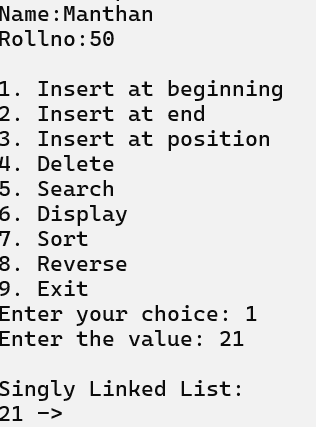 Name:Manthan
Rollno:50
1. Insert at beginning
2. Insert at end
3. Insert at position
4. Delete
5. Search
6. Display
7. Sort
8. Reverse
9. Exit
Enter your choice: 1
Enter the value: 21
Singly Linked List:
21 ->